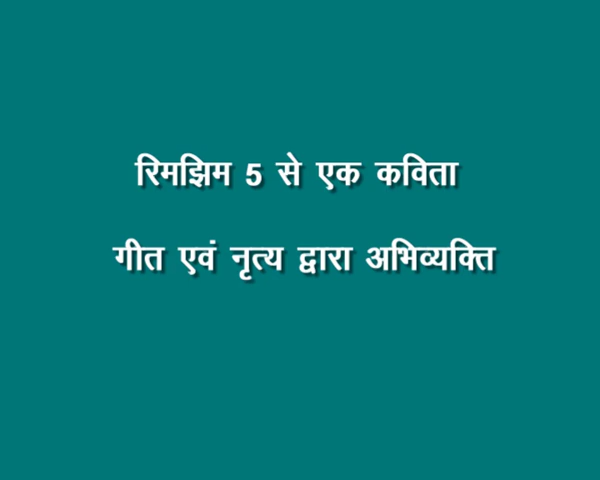 रिमझिम 5 से एक कविता
गीत एवं नृत्य द्वारा अभिव्यक्ति